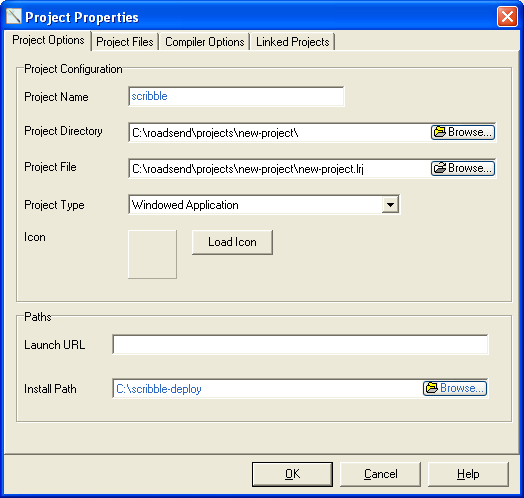 Project Properties
Project Options Project Files Compiler Options Linked Projects
Project Configuration
Project Name scribble
Project Directory C:\roadsend\projects\new-project\ Browse...
Project File C:\roadsend\projects\new-project\new-project.lrj Browse...
Project Type Windowed Application
Icon Load Icon
Paths
Launch URL
Install Path C:\scribble-deploy Browse...
OK Cancel Help